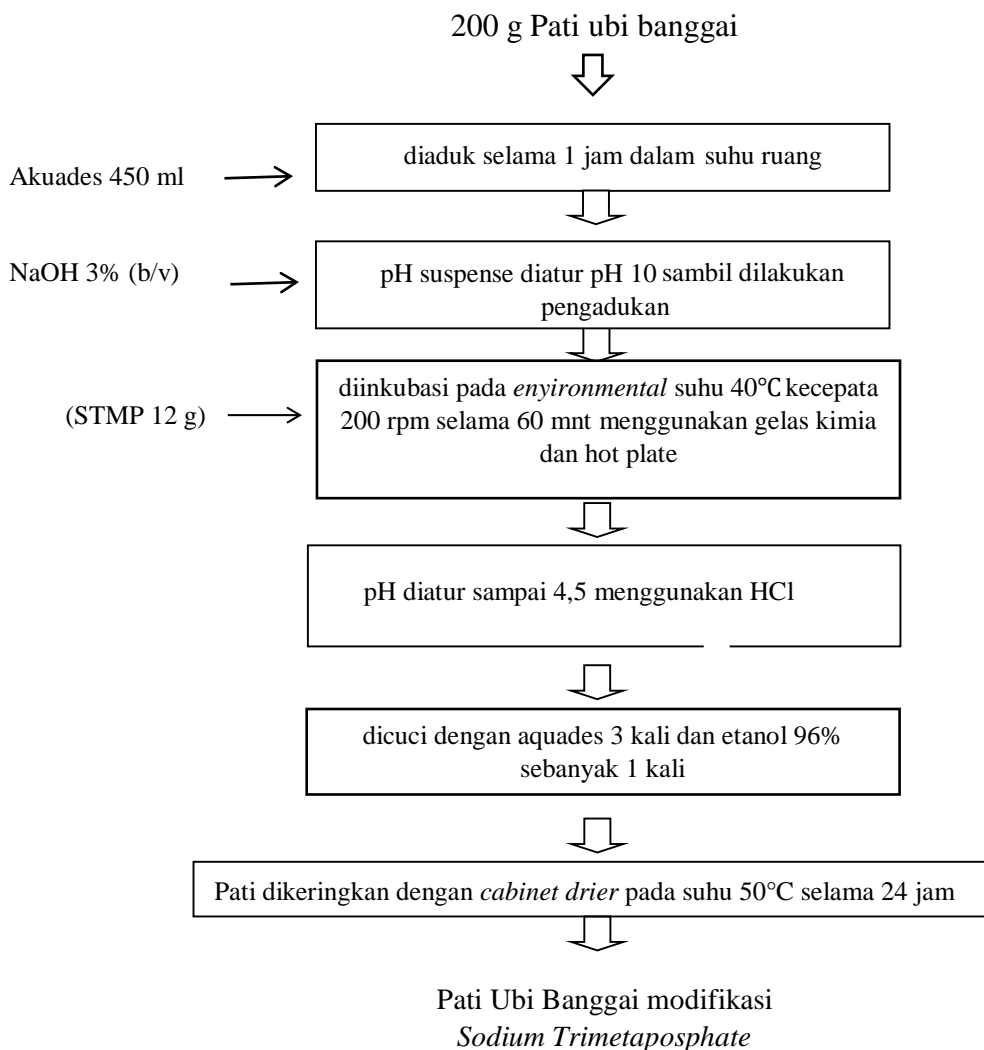 200 g Pati ubi banggai
diaduk selama 1 jam dalam suhu ruang
Akuades 450 ml
NaOH 3% (b/v)
pH suspense diatur pH 10 sambil dilakukan
pengadukan
diinkubasi pada enyironmental suhu 40℃ kecepata
(STMP 12 g)
200 rpm selama 60 mnt menggunakan gelas kimia
dan hot plate
pH diatur sampai 4,5 menggunakan HCl
dicuci dengan aquades 3 kali dan etanol 96%
sebanyak 1 kali
Pati dikeringkan dengan cabinet drier pada suhu 50°C selama 24 jam
Pati Ubi Banggai modifikasi
Sodium Trimetaposphate